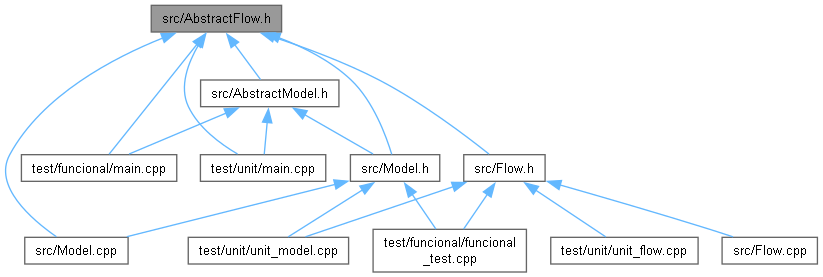 src/AbstractFlow.h
src/AbstractModel.h
test/funcional/main.cpp
test/unit/main.cpp
src/Model.h
src/Flow.h
src/Model.cpp
test/unit/unit_model.cpp
test/funcional/funcional
_test.cpp
test/unit/unit_flow.cpp
src/Flow.cpp